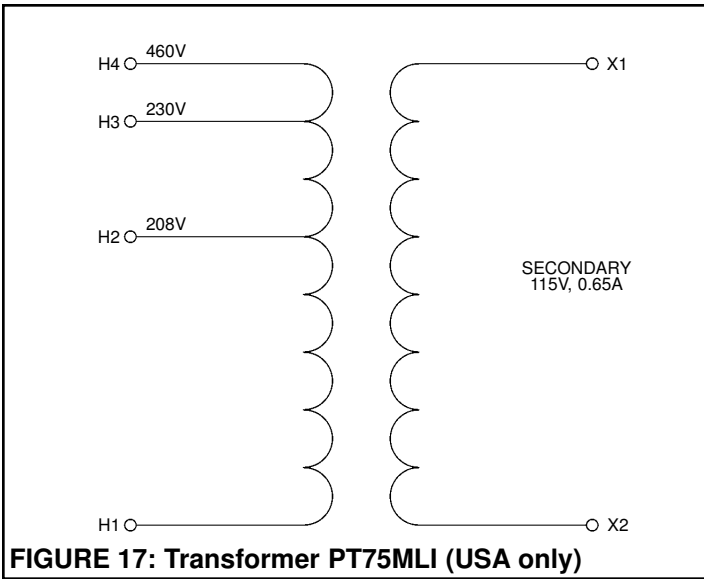 H4 460V X1
H3 230V
H2 208V
SECONDARY
115V, 0.65A
H1 X2
FIGURE 17: Transformer PT75MLI (USA only)